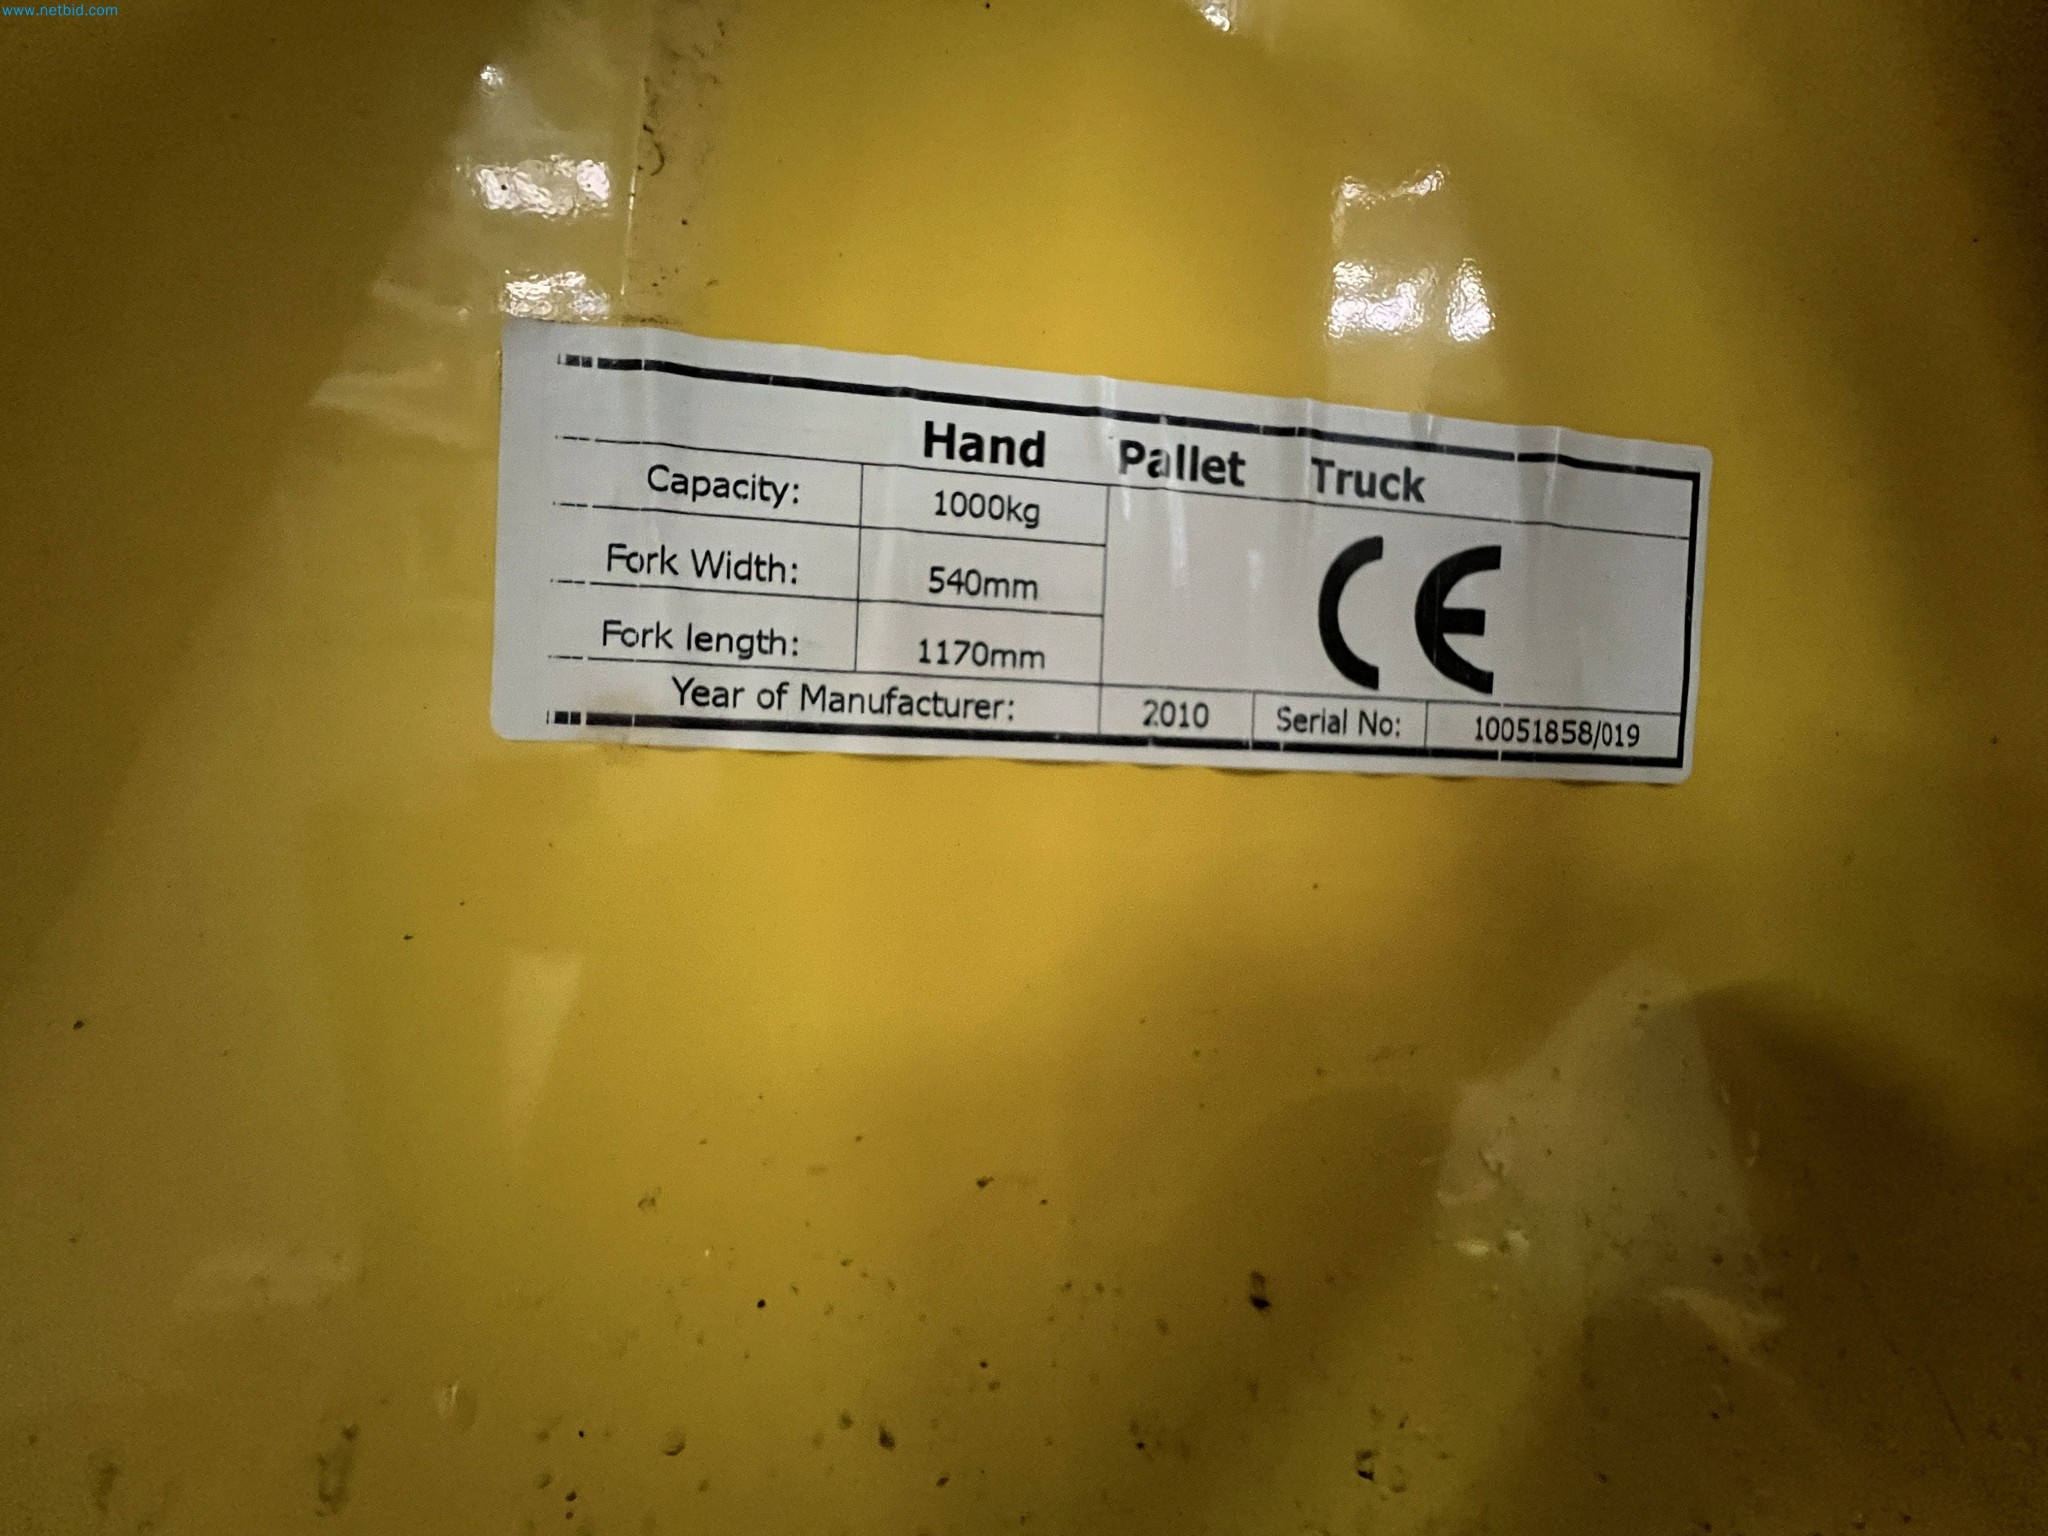 www.netbid.com
Hand Pallet Truck
Capacity: 1000kg
Fork Width: 540mm
CE
Fork length: 1170mm
Year of Manufacturer: 2010 Serial No: 10051858/019